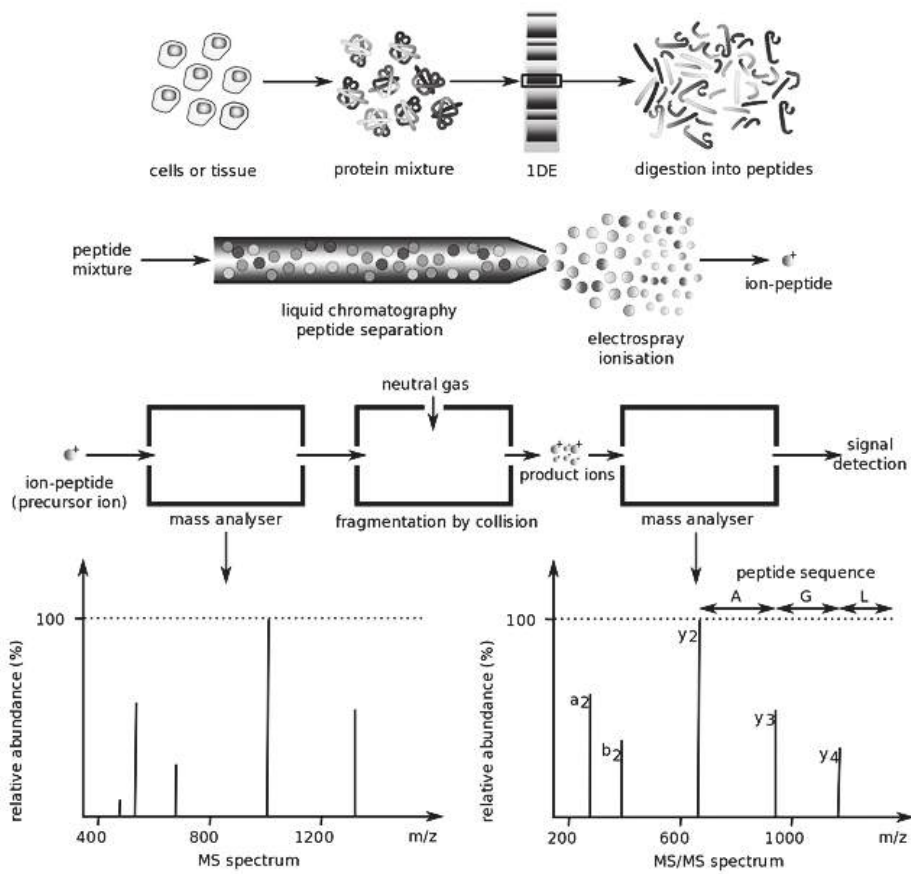 cells or tissue
protein mixture
1DE
digestion into peptides
peptide
mixture
liquid chromatography
peptide separation
electrospray
ionisation
+
ion-peptide
neutral gas
+
ion-peptide
(precursor ion)
mass analyser
fragmentation by collision
+ +
product ions
mass analyser
signal
detection
relative abundance (%)
100
400
800
1200
m/z
MS spectrum
peptide sequence
A
G
L
relative abundance (%)
100
a2
b2
y2
y3
y4
200
600
1000
m/z
MS/MS spectrum